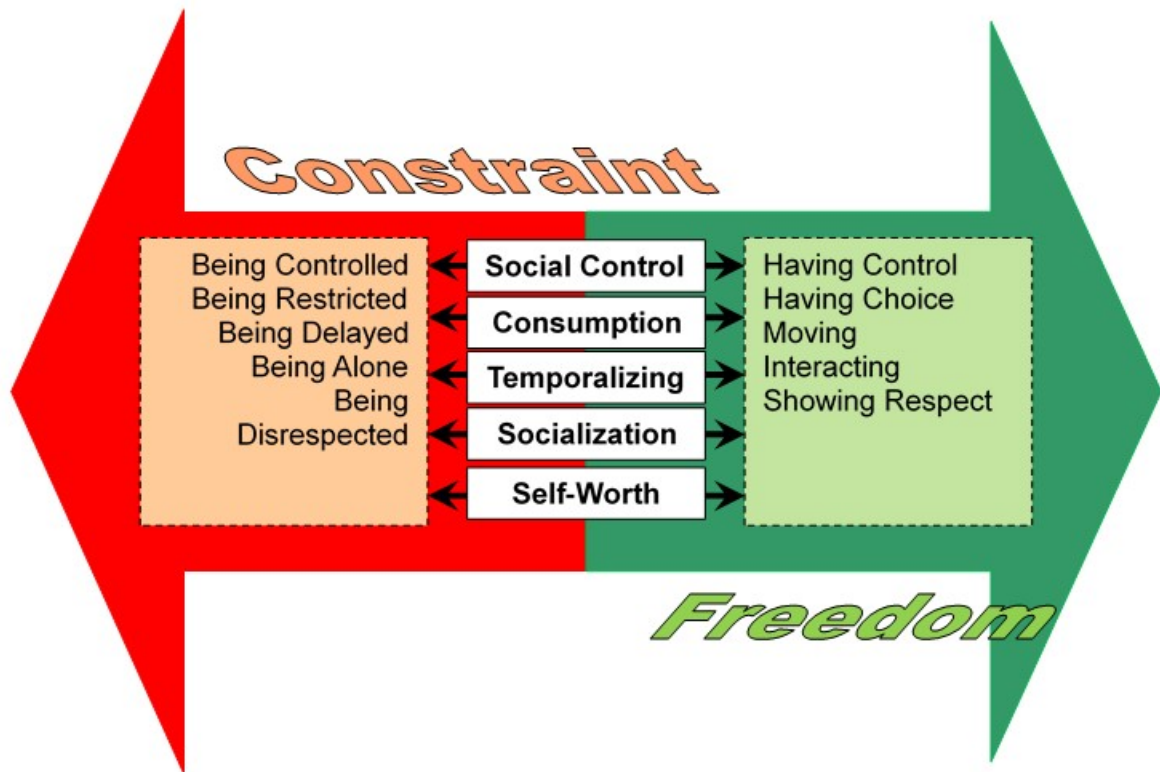 Constraint
Being Controlled
Being Restricted
Being Delayed
Being Alone
Being
Disrespected
Social Control
Consumption
Temporalizing
Socialization
Self-Worth
Having Control
Having Choice
Moving
Interacting
Showing Respect
Freedom